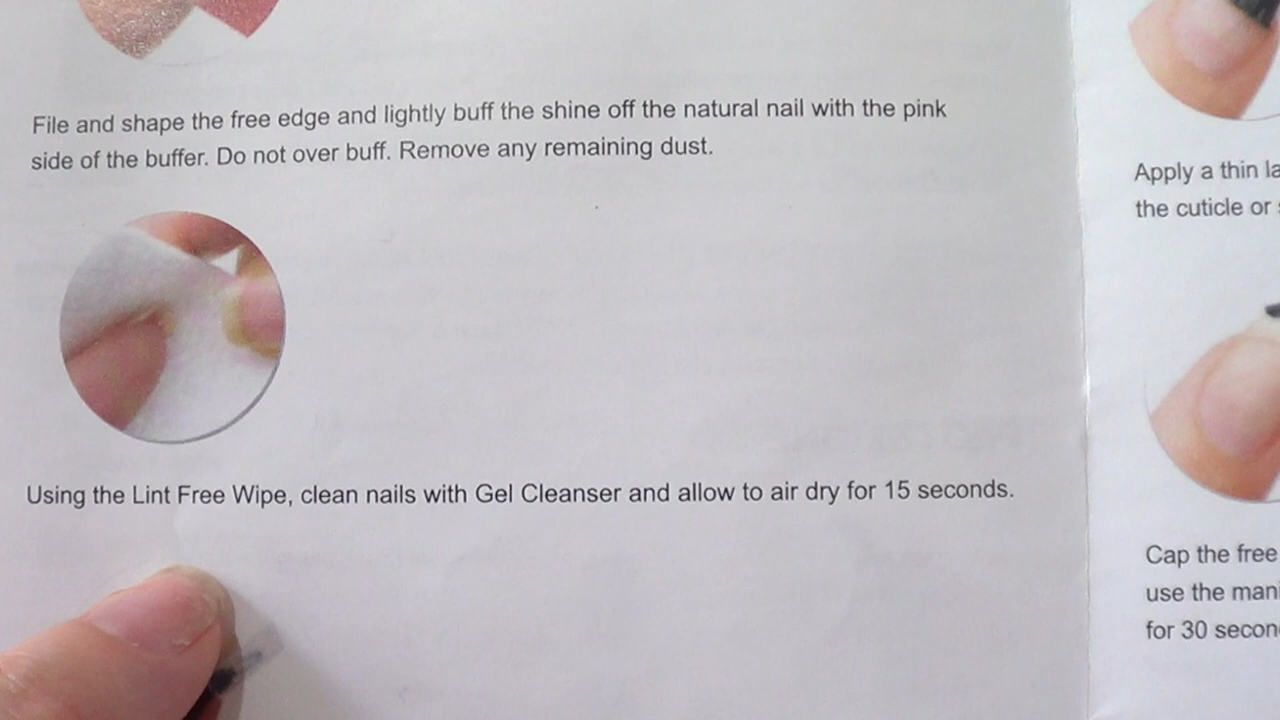 File and shape the free edge and lightly buff the shine off the natural nail with the pink
side of the buffer. Do not over buff. Remove any remaining dust.
Using the Lint Free Wipe, clean nails with Gel Cleanser and allow to air dry for 15 seconds.
Apply a thin
the cuticle or
Cap the free
use the
for 30